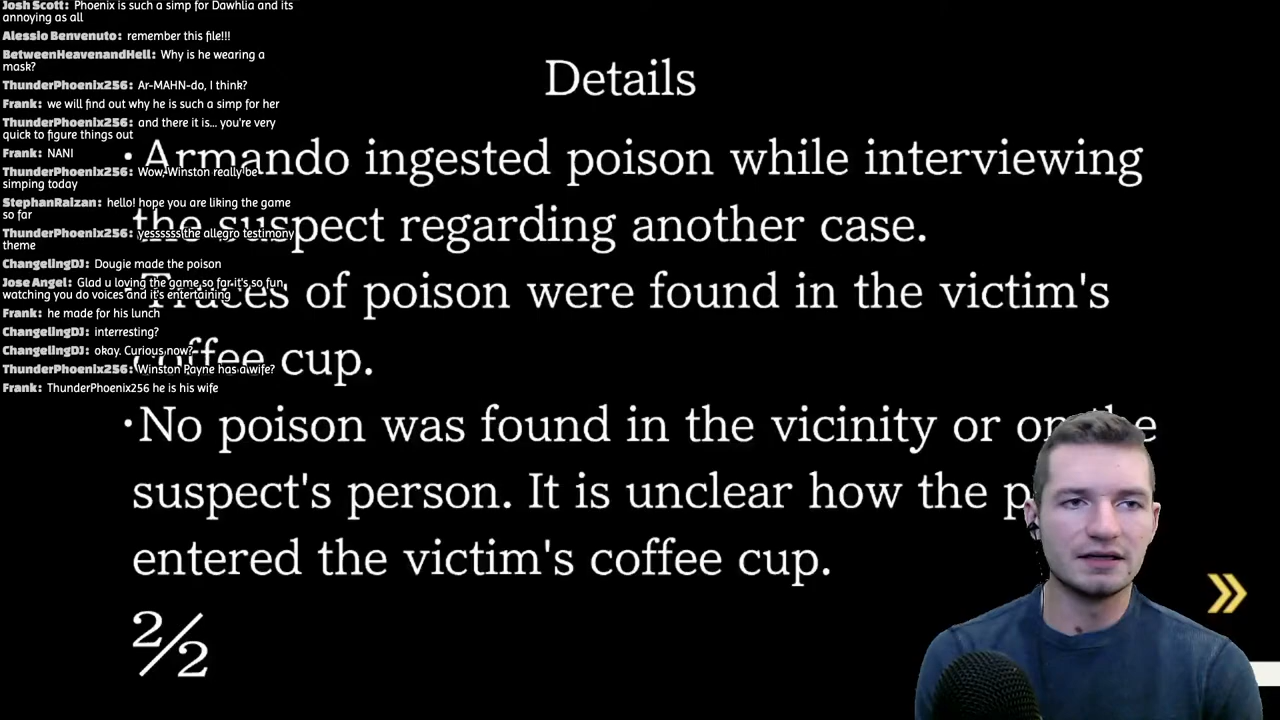 Josh Scott: Phoenix is such a simp for Dawhlia and its
annoying as all
Alessio Benvenuto: remember this file!!!
BetweenHeavenandHell: Why is he wearing a
mask?
ThunderPhoenix256: Ar-MAHN-do, I think?
Frank: we will find out why he is such a simp for her
ThunderPhoenix256: and there it is... you're very
quick to figure things out
Frank: NANI
ThunderPhoenix256: Wow, Winston really be
simping today
StephanRaizan: hello! hope you are liking the game
so far
ThunderPhoenix256: yessssss the allegro testimony
theme
ChangelingDJ: Dougie made the poison
Jose Angel: Glad u loving the game so far it's so fun
watching you do voices and it's entertaining
Frank: he made for his lunch
ChangelingDJ: interresting?
ChangelingDJ: okay. Curious now?
ThunderPhoenix256: Winston Payne has a wife?
Frank: ThunderPhoenix256 he is his wife
Details
·Armando ingested poison while interviewing
the suspect regarding another case.
Traces of poison were found in the victim's
coffee cup.
·No poison was found in the vicinity or on the
suspect's person. It is unclear how the
entered the victim's coffee cup.
2/2